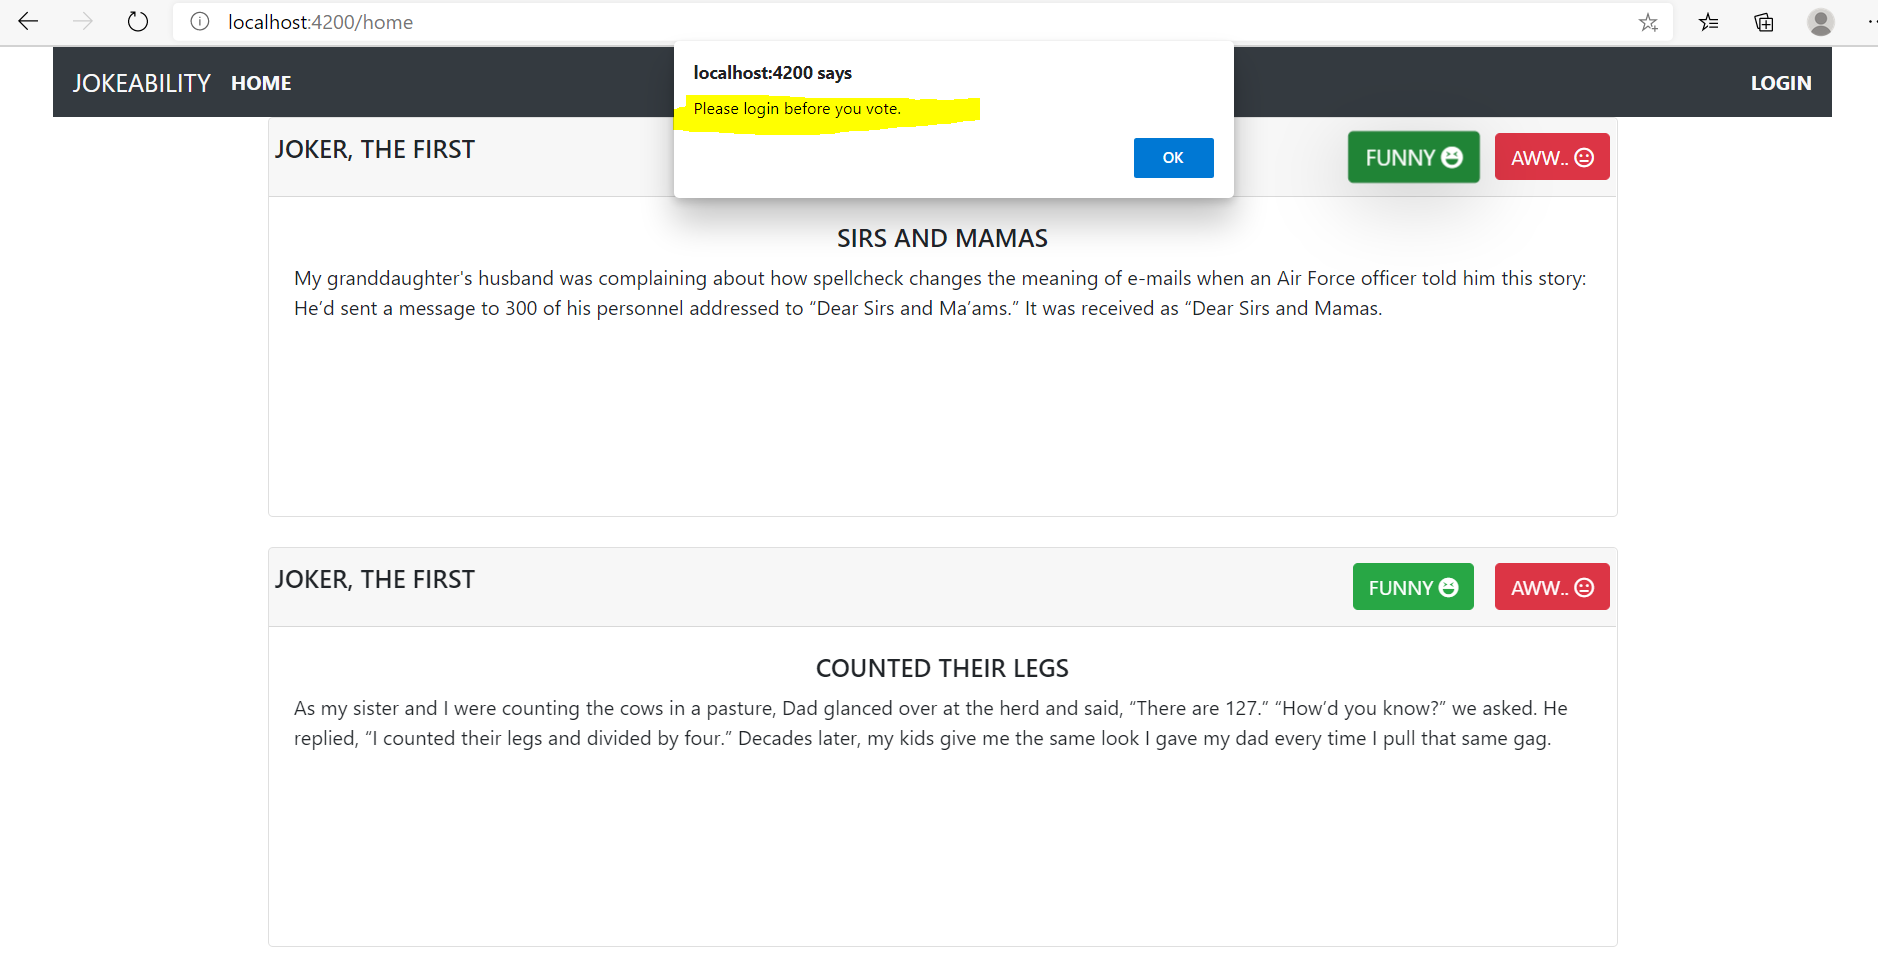 localhost:4200/home
JOKEABILITY HOME LOGIN
localhost:4200 says
Please login before you vote.
OK
JOKER, THE FIRST
FUNNY AWW..
SIRS AND MAMAS
My granddaughter's husband was complaining about how spellcheck changes the meaning of e-mails when an Air Force officer told him this story:
He’d sent a message to 300 of his personnel addressed to “Dear Sirs and Ma’ams.” It was received as “Dear Sirs and Mamas.
JOKER, THE FIRST
FUNNY AWW..
COUNTED THEIR LEGS
As my sister and I were counting the cows in a pasture, Dad glanced over at the herd and said, “There are 127.” “How’d you know?” we asked. He
replied, “I counted their legs and divided by four.” Decades later, my kids give me the same look I gave my dad every time I pull that same gag.